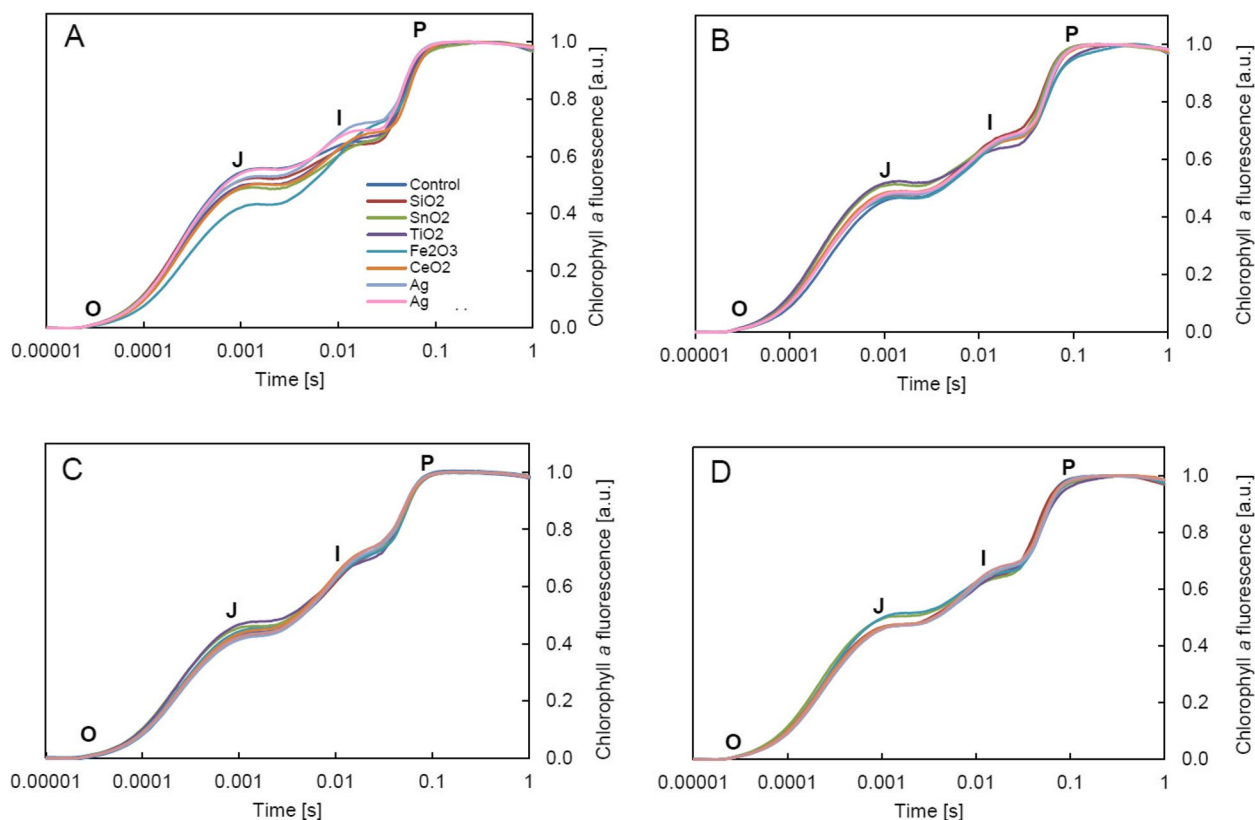 A
P
1.0
0.8
I
J
0.6
Control
SiO2
SnO2
TiO2
Fe2O3
CeO2
Ag
Ag
0.4
0.2
O
0.0
Chlorophyll a fluorescence [a.u.]
0.00001 0.0001 0.001 0.01 0.1 1
Time [s]
B
P
1.0
0.8
I
J
0.6
0.4
0.2
O
0.0
Chlorophyll a fluorescence [a.u.]
0.00001 0.0001 0.001 0.01 0.1 1
Time [s]
C
P
1.0
0.8
I
J
0.6
0.4
0.2
O
0.0
Chlorophyll a fluorescence [a.u.]
0.00001 0.0001 0.001 0.01 0.1 1
Time [s]
D
P
1.0
0.8
I
J
0.6
0.4
0.2
O
0.0
Chlorophyll a fluorescence [a.u.]
0.00001 0.0001 0.001 0.01 0.1 1
Time [s]